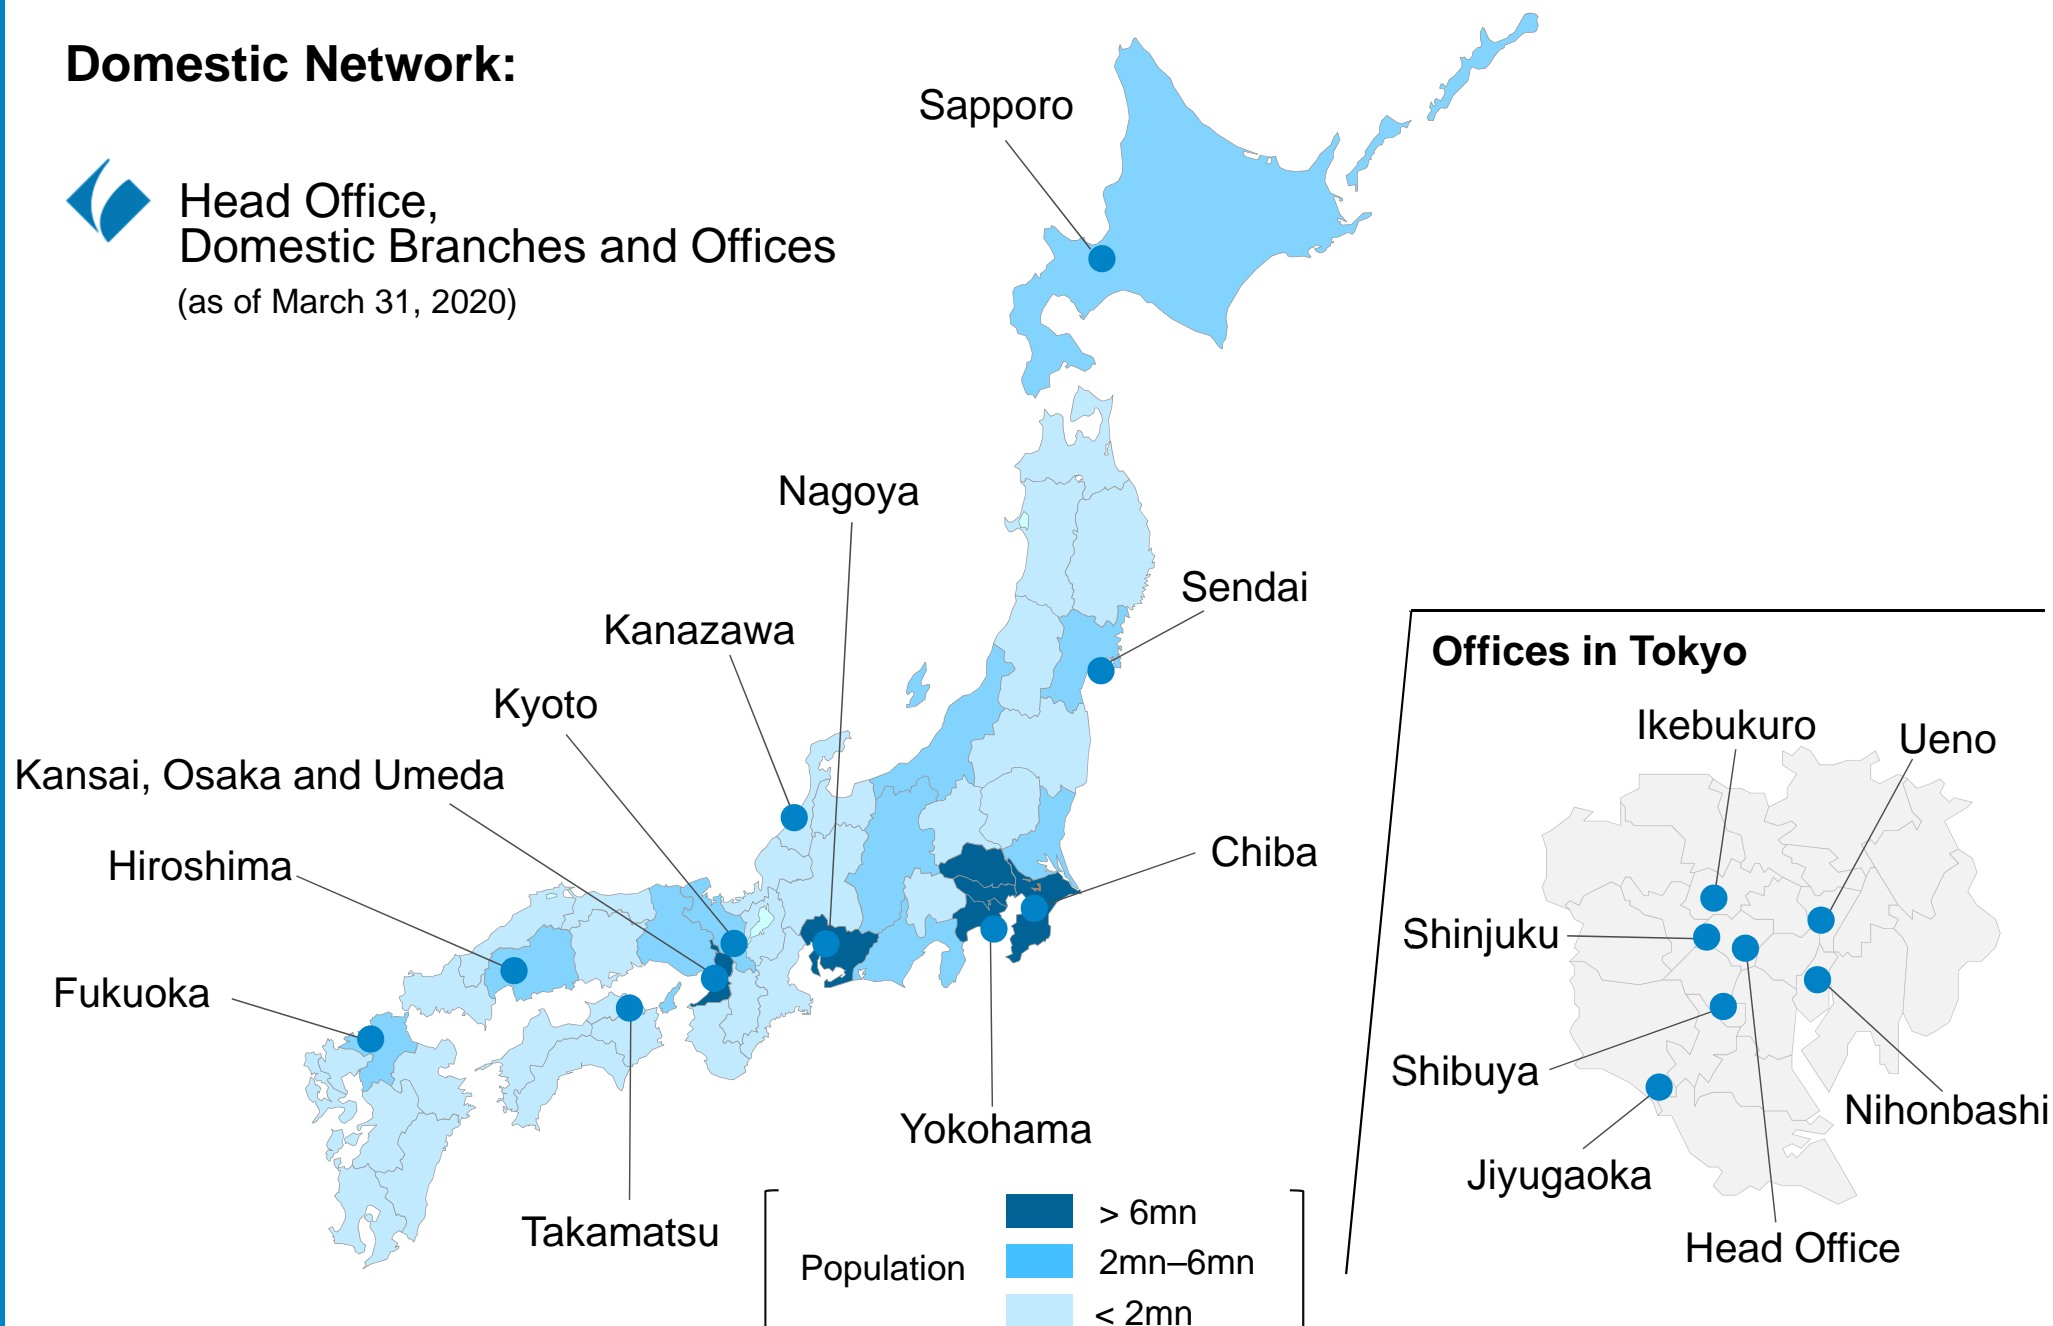 Domestic Network:
Head Office,
Domestic Branches and Offices
(as of March 31, 2020)
Sapporo
Nagoya
Sendai
Kanazawa
Kyoto
Kansai, Osaka and Umeda
Hiroshima
Chiba
Fukuoka
Yokohama
Takamatsu
Population
> 6mn
2mn–6mn
< 2mn
Offices in Tokyo
Ikebukuro
Ueno
Shinjuku
Shibuya
Nihonbashi
Jiyugaoka
Head Office